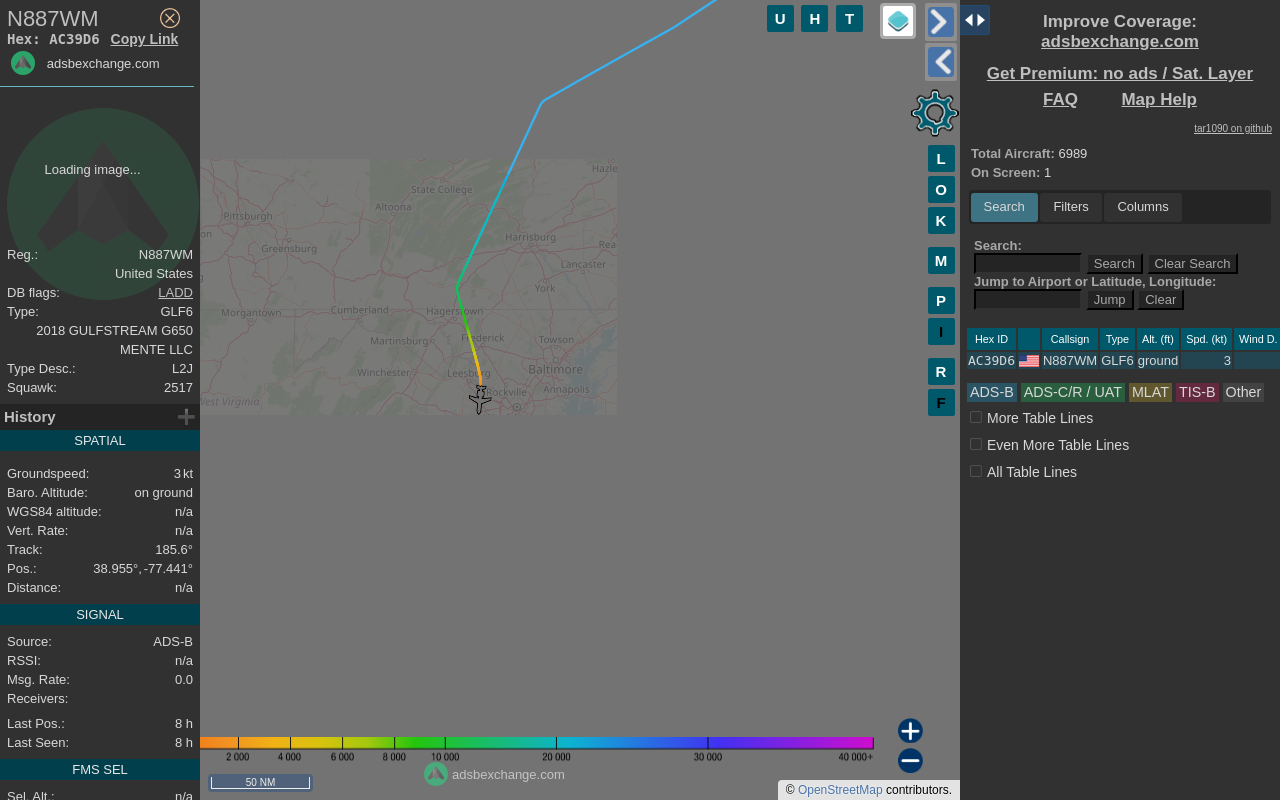 N887WM
Hex: AC39D6 Copy Link
adsbexchange.com
Loading image...
Reg.: N887WM
United States
DB flags: LADD
Type: GLF6
2018 GULFSTREAM G650
MENTE LLC
Type Desc.: L2J
Squawk: 2517
History
SPATIAL
Groundspeed: 3 kt
Baro. Altitude: on ground
WGS84 altitude: n/a
Vert. Rate: n/a
Track: 185.6°
Pos.: 38.955°, -77.441°
Distance: n/a
SIGNAL
Source: ADS-B
RSSI: n/a
Msg. Rate: 0.0
Receivers:
Last Pos.: 8 h
Last Seen: 8 h
FMS SEL
Sel. Alt.: n/a
U H T
L
O
K
M
P
I
R
F
Hazle
State College
Altoona
Pittsburgh
on
Harrisburg
Rea
Greensburg
Lancaster
York
Morgantown
Cumberland
Hagerstown
Martinsburg
Frederick
Towson
Winchester
Leesburg
Baltimore
Rockville
Annapolis
West Virginia
2 000 4 000 6 000 8 000 10 000 20 000 30 000 40 000+
50 NM
adsbexchange.com
© OpenStreetMap contributors.
Improve Coverage:
adsbexchange.com
Get Premium: no ads / Sat. Layer
FAQ Map Help
tar1090 on github
Total Aircraft: 6989
On Screen: 1
Search Filters Columns
Search:
Search Clear Search
Jump to Airport or Latitude, Longitude:
Jump Clear
Hex ID Callsign Type Alt. (ft) Spd. (kt) Wind D.
AC39D6 N887WM GLF6 ground 3
ADS-B ADS-C/R / UAT MLAT TIS-B Other
More Table Lines
Even More Table Lines
All Table Lines